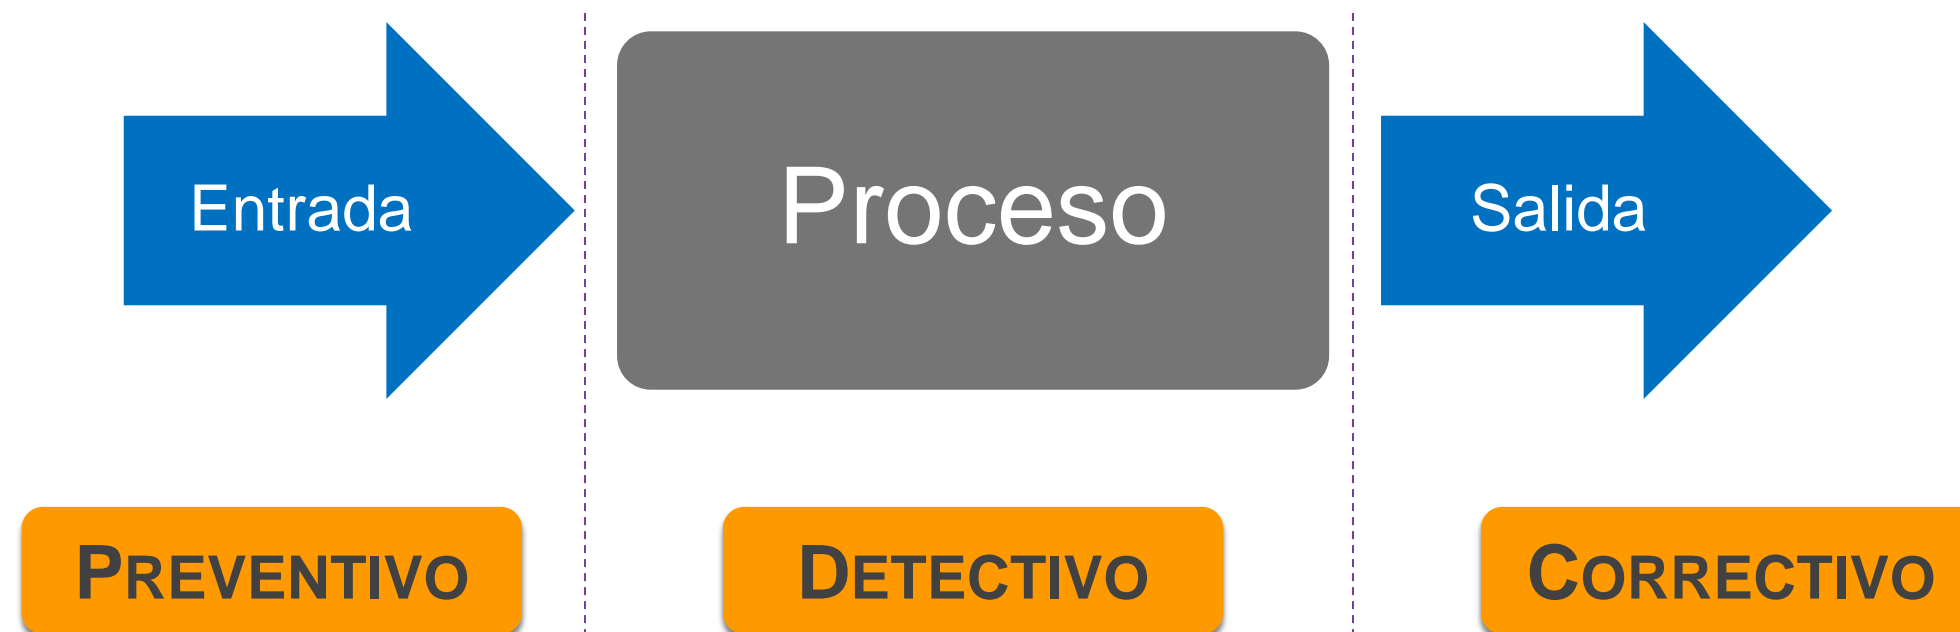 Entrada
Proceso
Salida
PREVENTIVO
DETECTIVO
CORRECTIVO